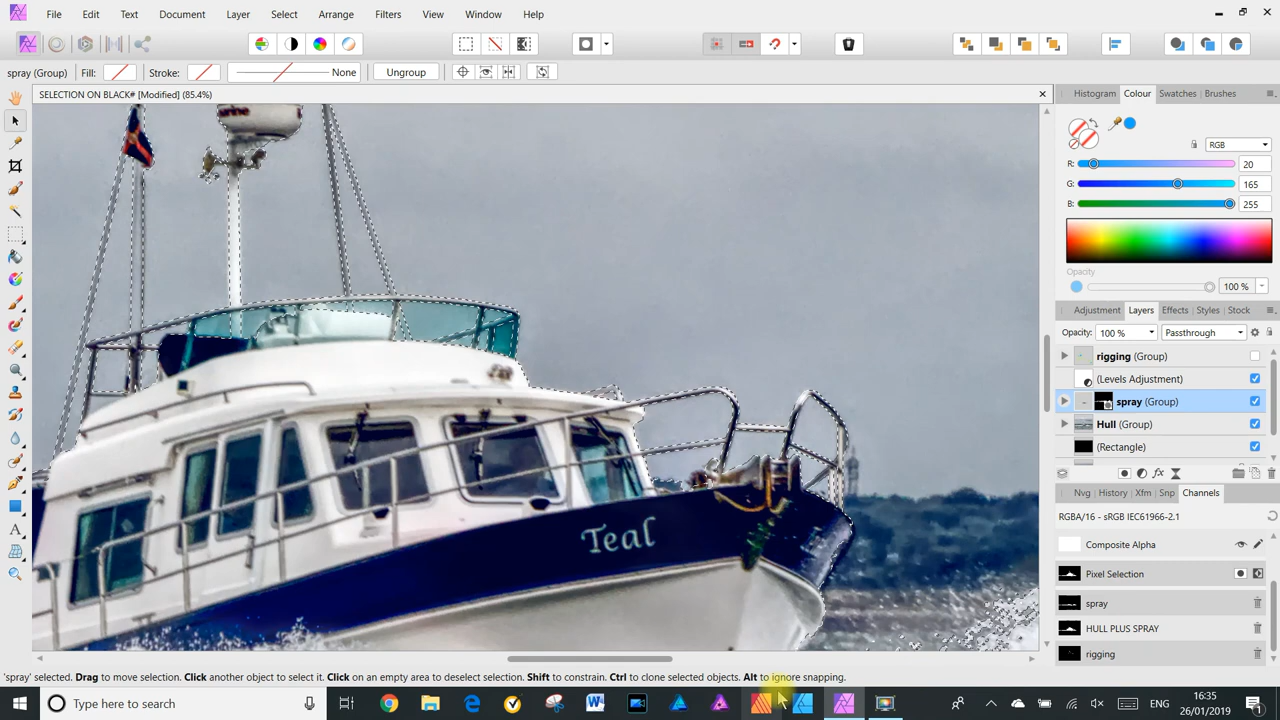 File Edit Text Document Layer Select Arrange Filters View Window Help
spray (Group) Fill: Stroke: None Ungroup
SELECTION ON BLACK# [Modified] (85.4%)
Histogram Colour Swatches Brushes
RGB
R: 20
G: 165
B: 255
Opacity
100 %
Adjustment Layers Effects Styles Stock
Opacity: 100 % Passthrough
rigging (Group)
(Levels Adjustment)
spray (Group)
Hull (Group)
(Rectangle)
Nvg History Xfm Snp Channels
RGBA/16 - sRGB IEC61966-2.1
Composite Alpha
Pixel Selection
spray
HULL PLUS SPRAY
rigging
Teal
'spray' selected. Drag to move selection. Click another object to select it. Click on an empty area to deselect selection. Shift to constrain. Ctrl to clone selected objects. Alt to ignore snapping.
Type here to search
ENG
16:35
26/01/2019